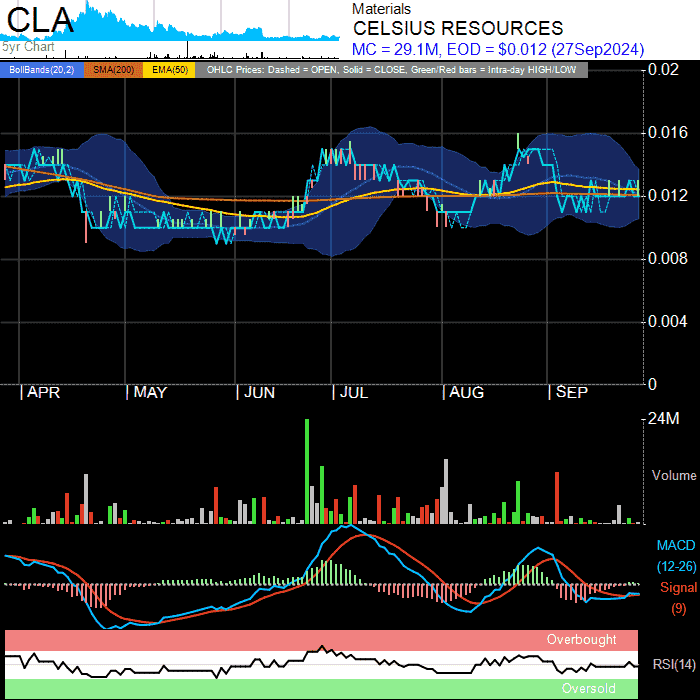 CLA
5yr Chart
Materials
CELSIUS RESOURCES
MC = 29.1M, EOD = $0.012 (27Sep2024)
BollBands(20,2) SMA(200) EMA(50) OHLC Prices: Dashed = OPEN, Solid = CLOSE, Green/Red bars = Intra-day HIGH/LOW
0.02
0.016
0.012
0.008
0.004
0
| APR | MAY | JUN | JUL | AUG | SEP
24M
Volume
MACD
(12-26)
Signal
(9)
Overbought
RSI(14)
Oversold